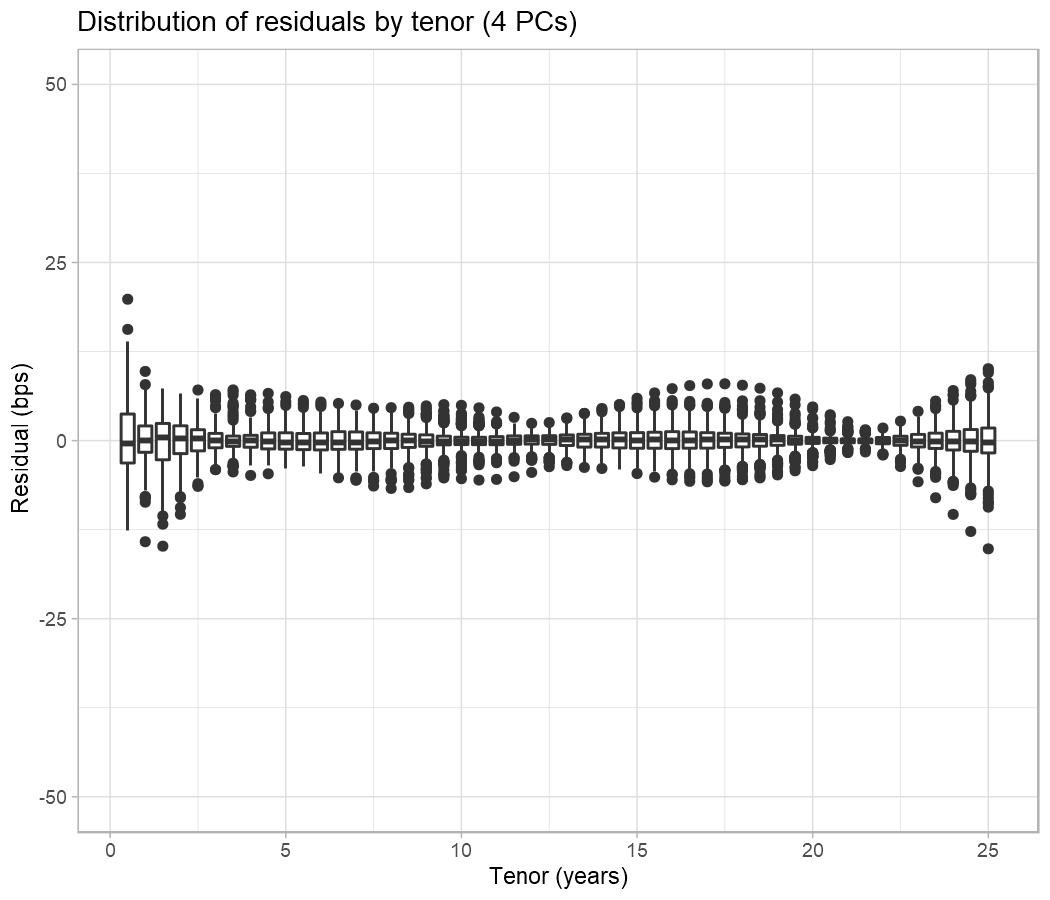 Distribution of residuals by tenor (4 PCs)
Residual (bps)
50
25
0
-25
-50
0 5 10 15 20 25
Tenor (years)